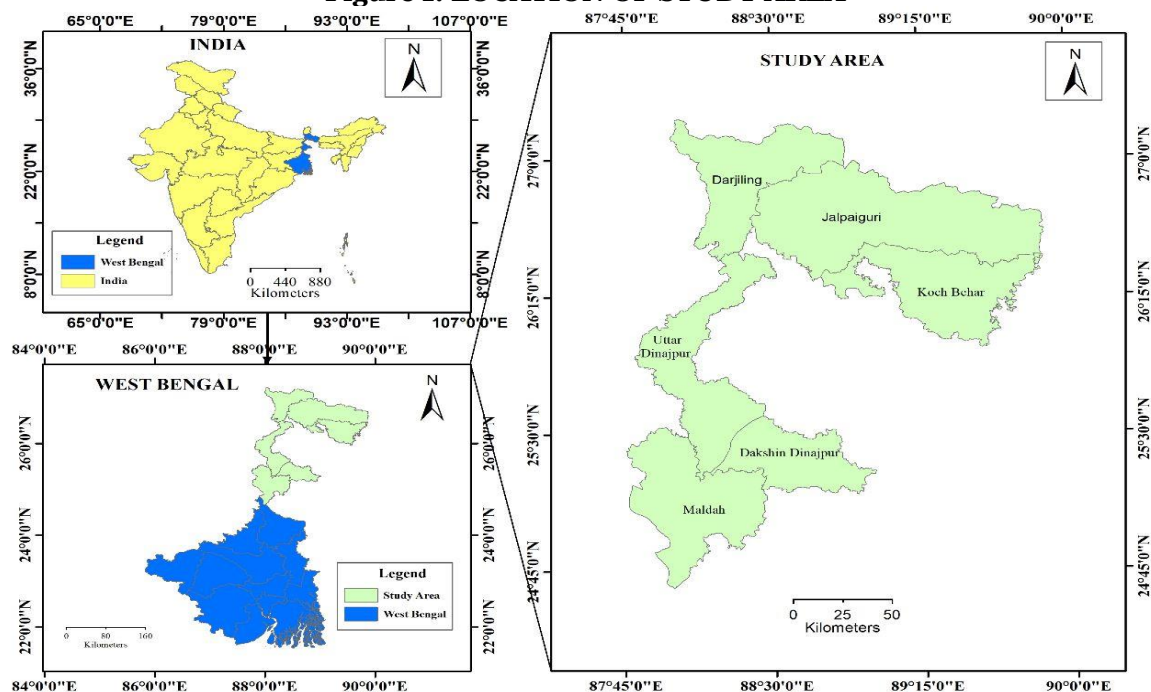 INDIA
N
36°0'0"N
22°0'0"N
8°0'0"N
36°0'0"N
22°0'0"N
8°0'0"N
Legend
West Bengal
India
0 440 880
Kilometers
65°0'0"E 79°0'0"E 93°0'0"E 107°0'0"E
65°0'0"E 79°0'0"E 93°0'0"E 107°0'0"E
84°0'0"E 86°0'0"E 88°0'0"E 90°0'0"E
WEST BENGAL
N
26°0'0"N
24°0'0"N
22°0'0"N
26°0'0"N
24°0'0"N
22°0'0"N
Legend
Study Area
West Bengal
0 80 160
Kilometers
84°0'0"E 86°0'0"E 88°0'0"E 90°0'0"E
87°45'0"E 88°30'0"E 89°15'0"E 90°0'0"E
STUDY AREA
N
27°0'0"N
26°15'0"N
25°30'0"N
24°45'0"N
27°0'0"N
26°15'0"N
25°30'0"N
24°45'0"N
Darjiling
Jalpaiguri
Koch Behar
Uttar
Dinajpur
Dakshin Dinajpur
Maldah
0 25 50
Kilometers
87°45'0"E 88°30'0"E 89°15'0"E 90°0'0"E